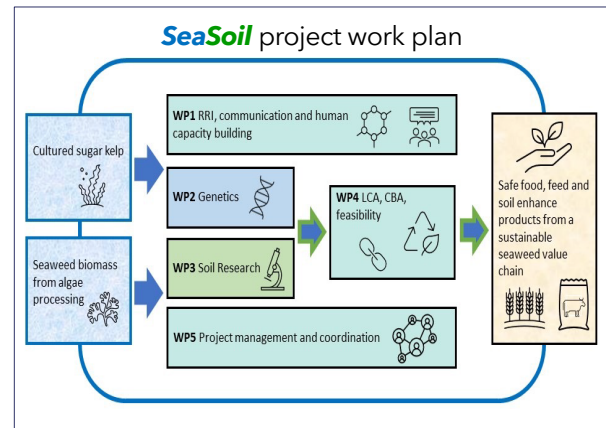 SeaSoil project work plan
WP1 RRI, communication and human
capacity building
Cultured sugar kelp
WP2 Genetics
WP4 LCA, CBA,
feasibility
Safe food, feed and
soil enhance
products from a
sustainable
seaweed value
chain
Seaweed biomass
from algae
processing
WP3 Soil Research
WP5 Project management and coordination